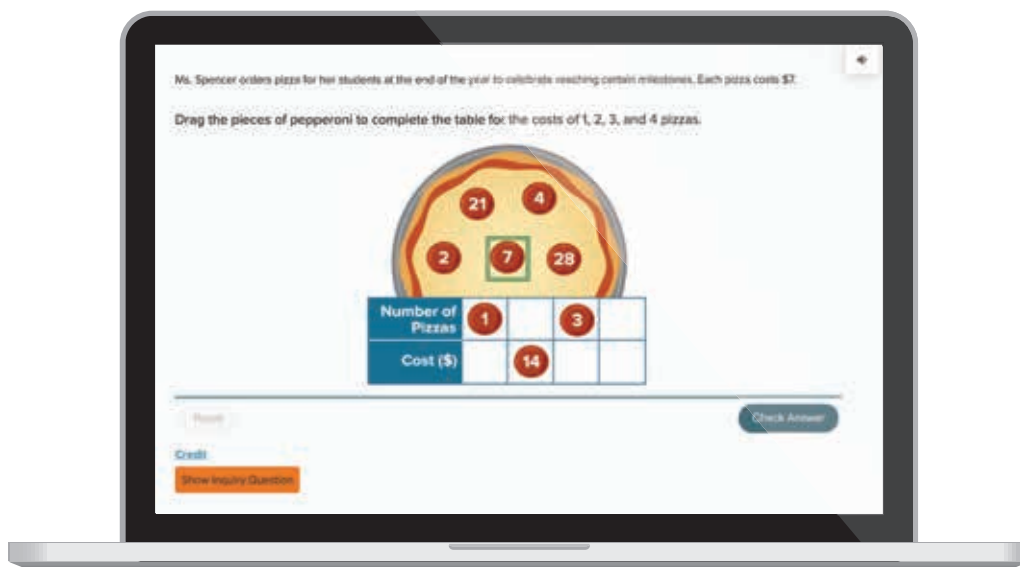 Ms. Spencer orders pizza for her students at the end of the year to celebrate reaching certain milestones. Each pizza costs $7.
Drag the pieces of pepperoni to complete the table for the costs of 1, 2, 3, and 4 pizzas.
21 4
2 7 28
Number of Pizzas 1 3
Cost ($) 14
Reset
Check Answer
Credit
Show Inquiry Question